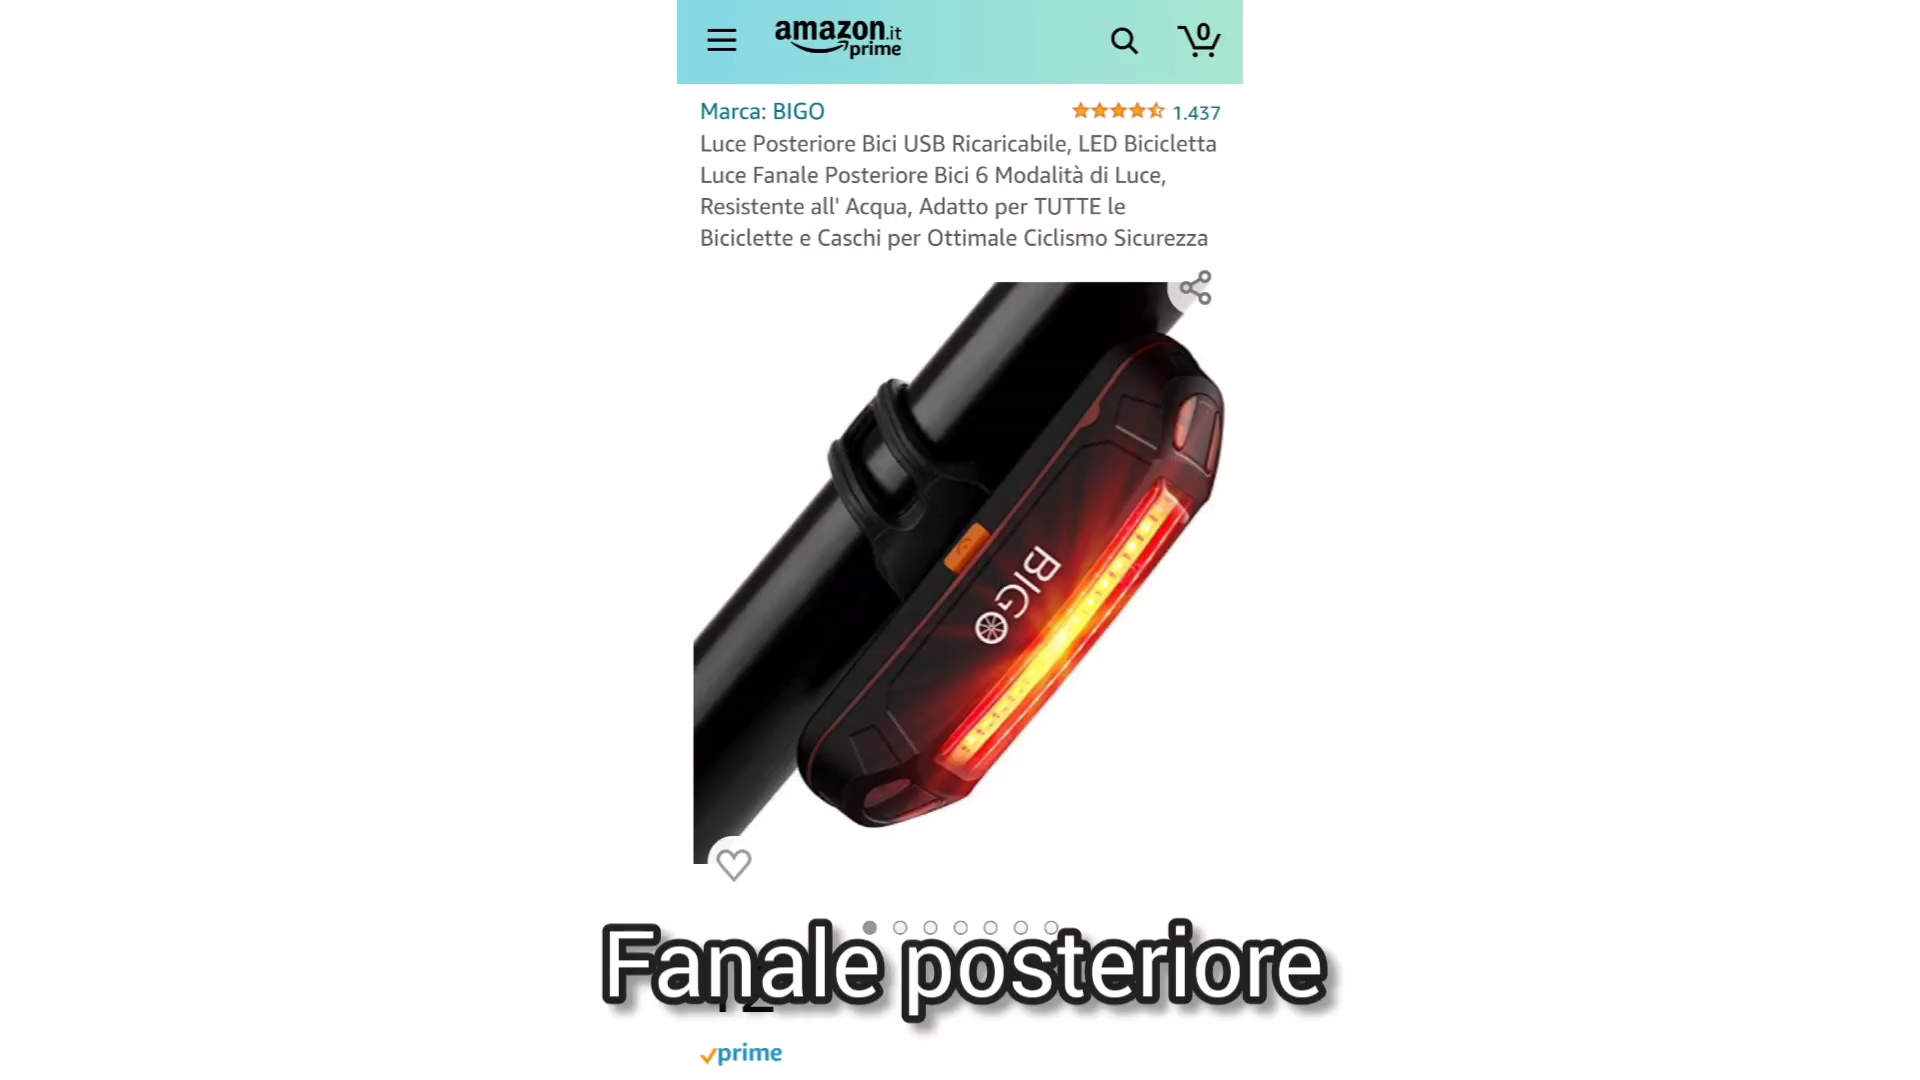 amazon.it
prime
0
Marca: BIGO
1.437
Luce Posteriore Bici USB Ricaricabile, LED Bicicletta
Luce Fanale Posteriore Bici 6 Modalità di Luce,
Resistente all' Acqua, Adatto per TUTTE le
Biciclette e Caschi per Ottimale Ciclismo Sicurezza
BIGO
Fanale posteriore
prime